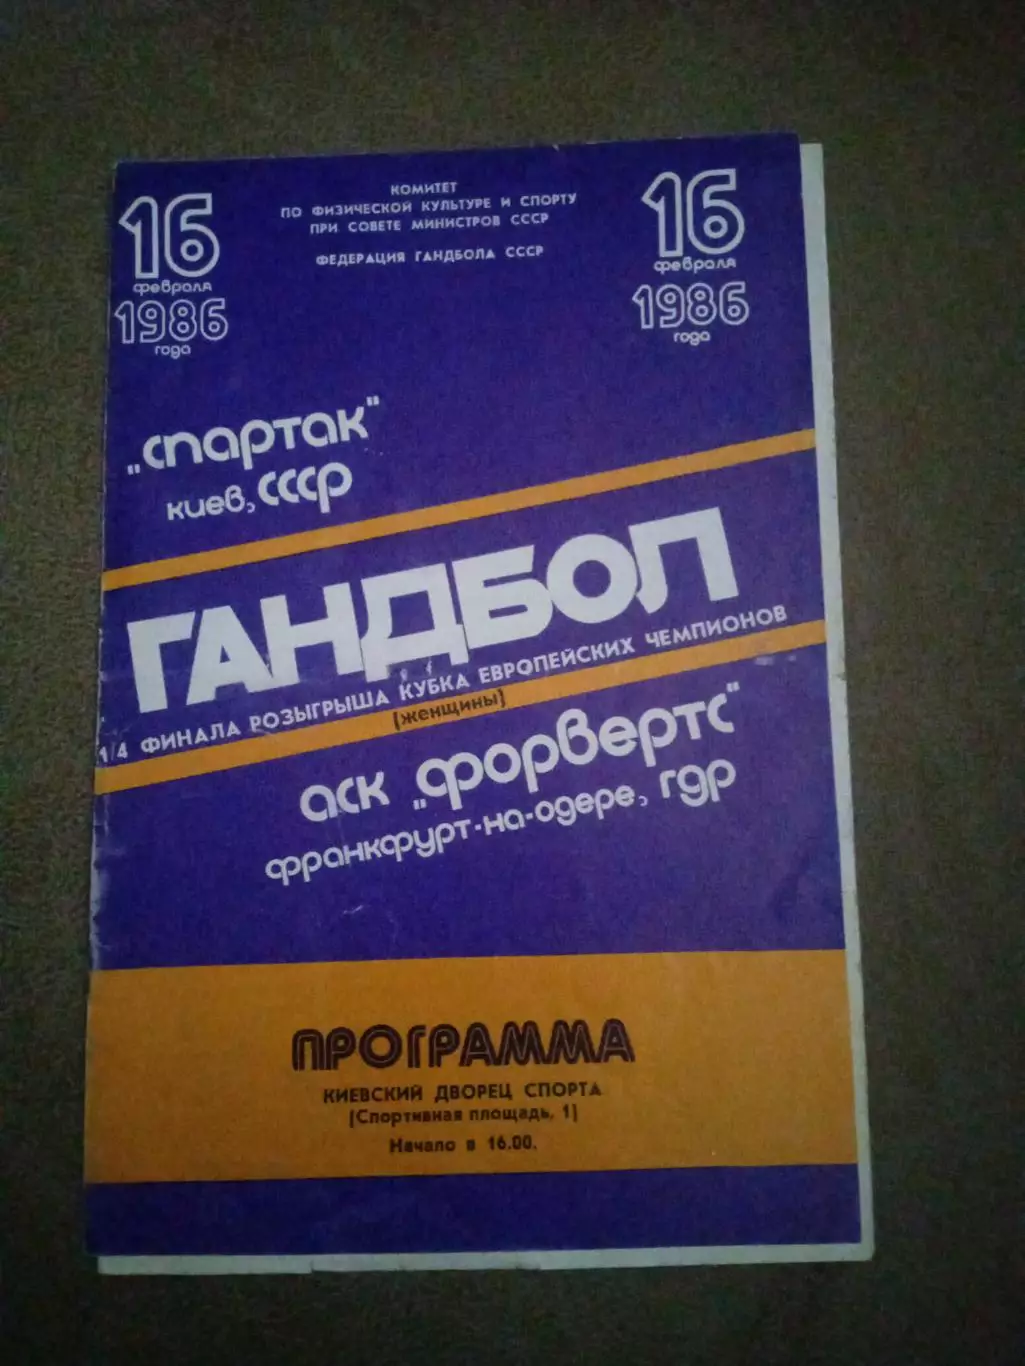 16
февраля
1986
года
КОМИТЕТ
ПО ФИЗИЧЕСКОЙ КУЛЬТУРЕ И СПОРТУ
ПРИ СОВЕТЕ МИНИСТРОВ СССР
ФЕДЕРАЦИЯ ГАНДБОЛА СССР
16
февраля
1986
года
„спартак"
киев, СССР
ГАНДБОЛ
1/4 ФИНАЛА РОЗЫГРЫША КУБКА ЕВРОПЕЙСКИХ ЧЕМПИОНОВ
(женщины)
аск „форвертс"
франкфурт-на-одере, гдр
ПРОГРАММА
КИЕВСКИЙ ДВОРЕЦ СПОРТА
(Спортивная площадь, 1)
Начало в 16.00.